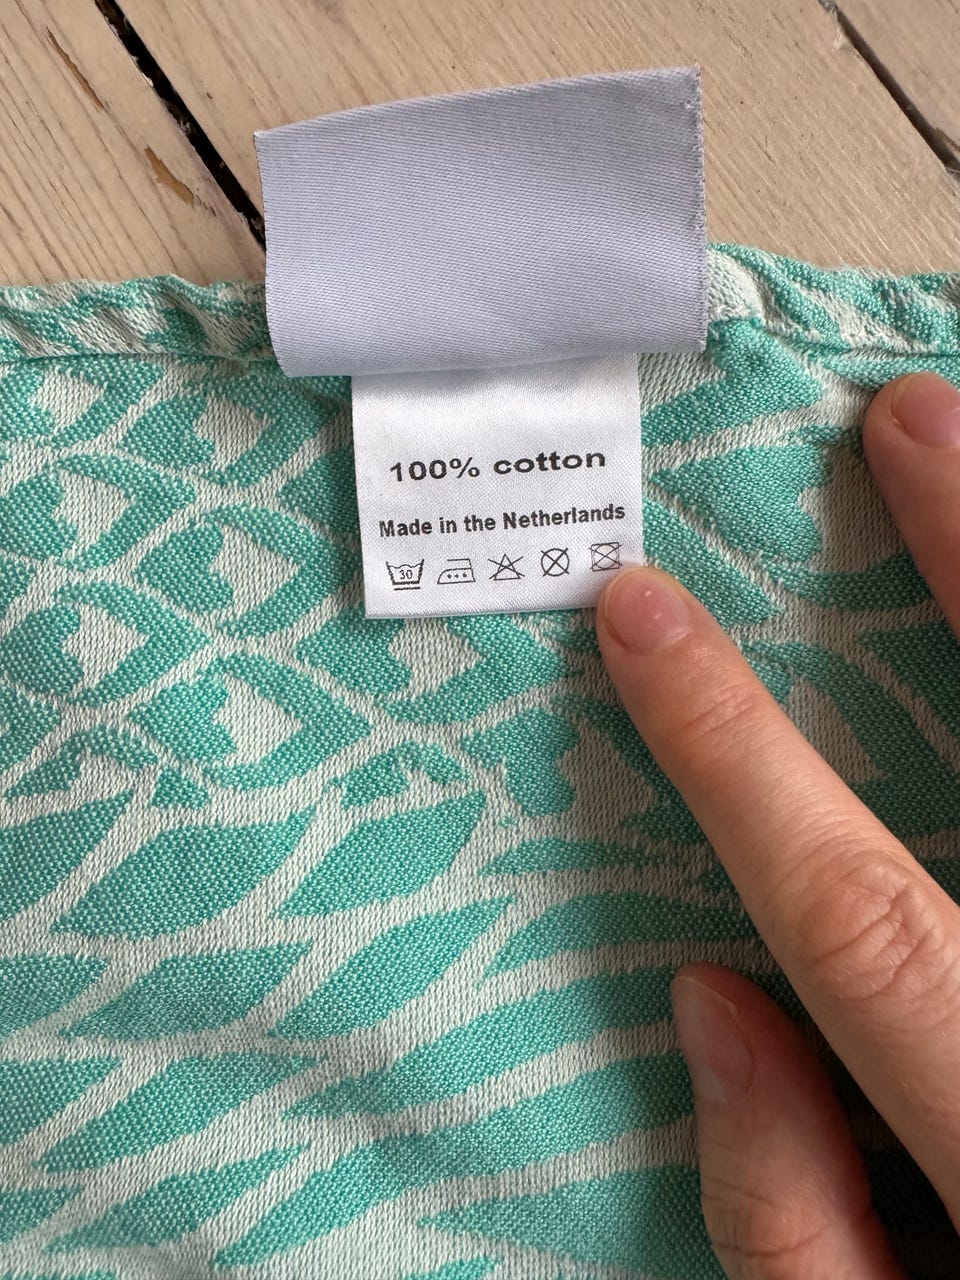 100% cotton
Made in the Netherlands
30